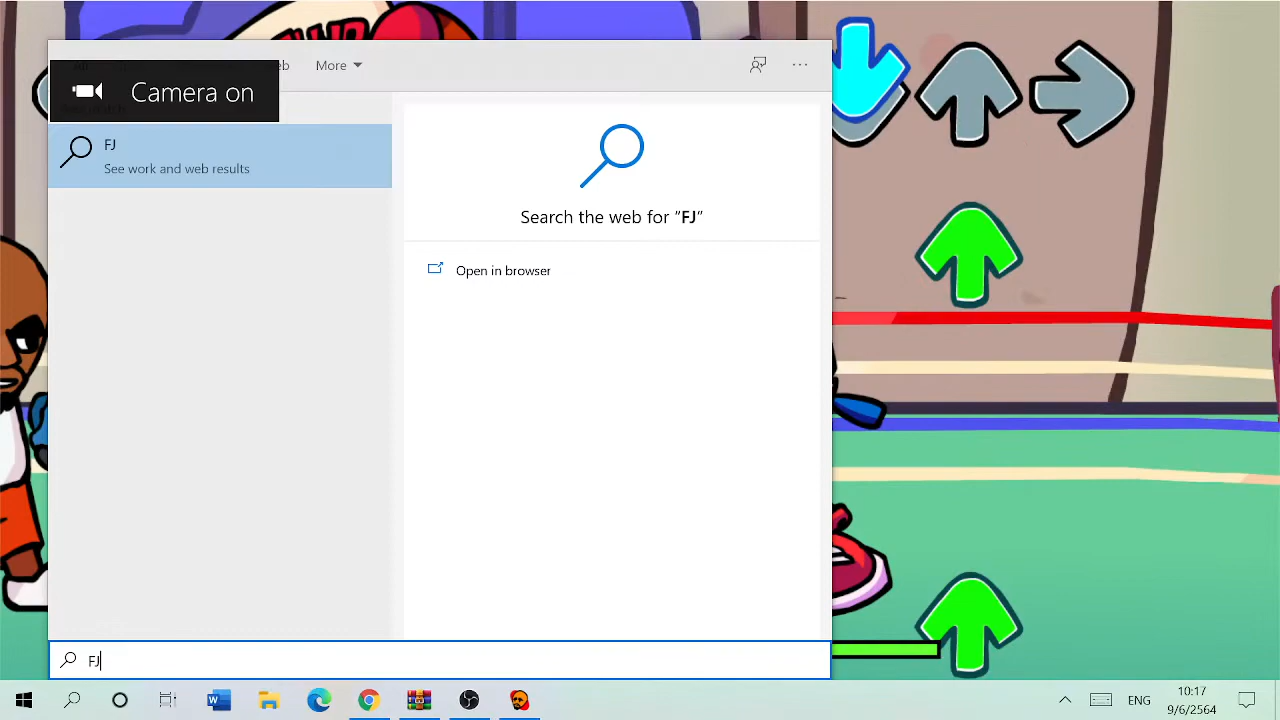 eb More
Camera on
FJ
See work and web results
Search the web for “FJ”
Open in browser
FJ
ENG
10:17
9/6/2564